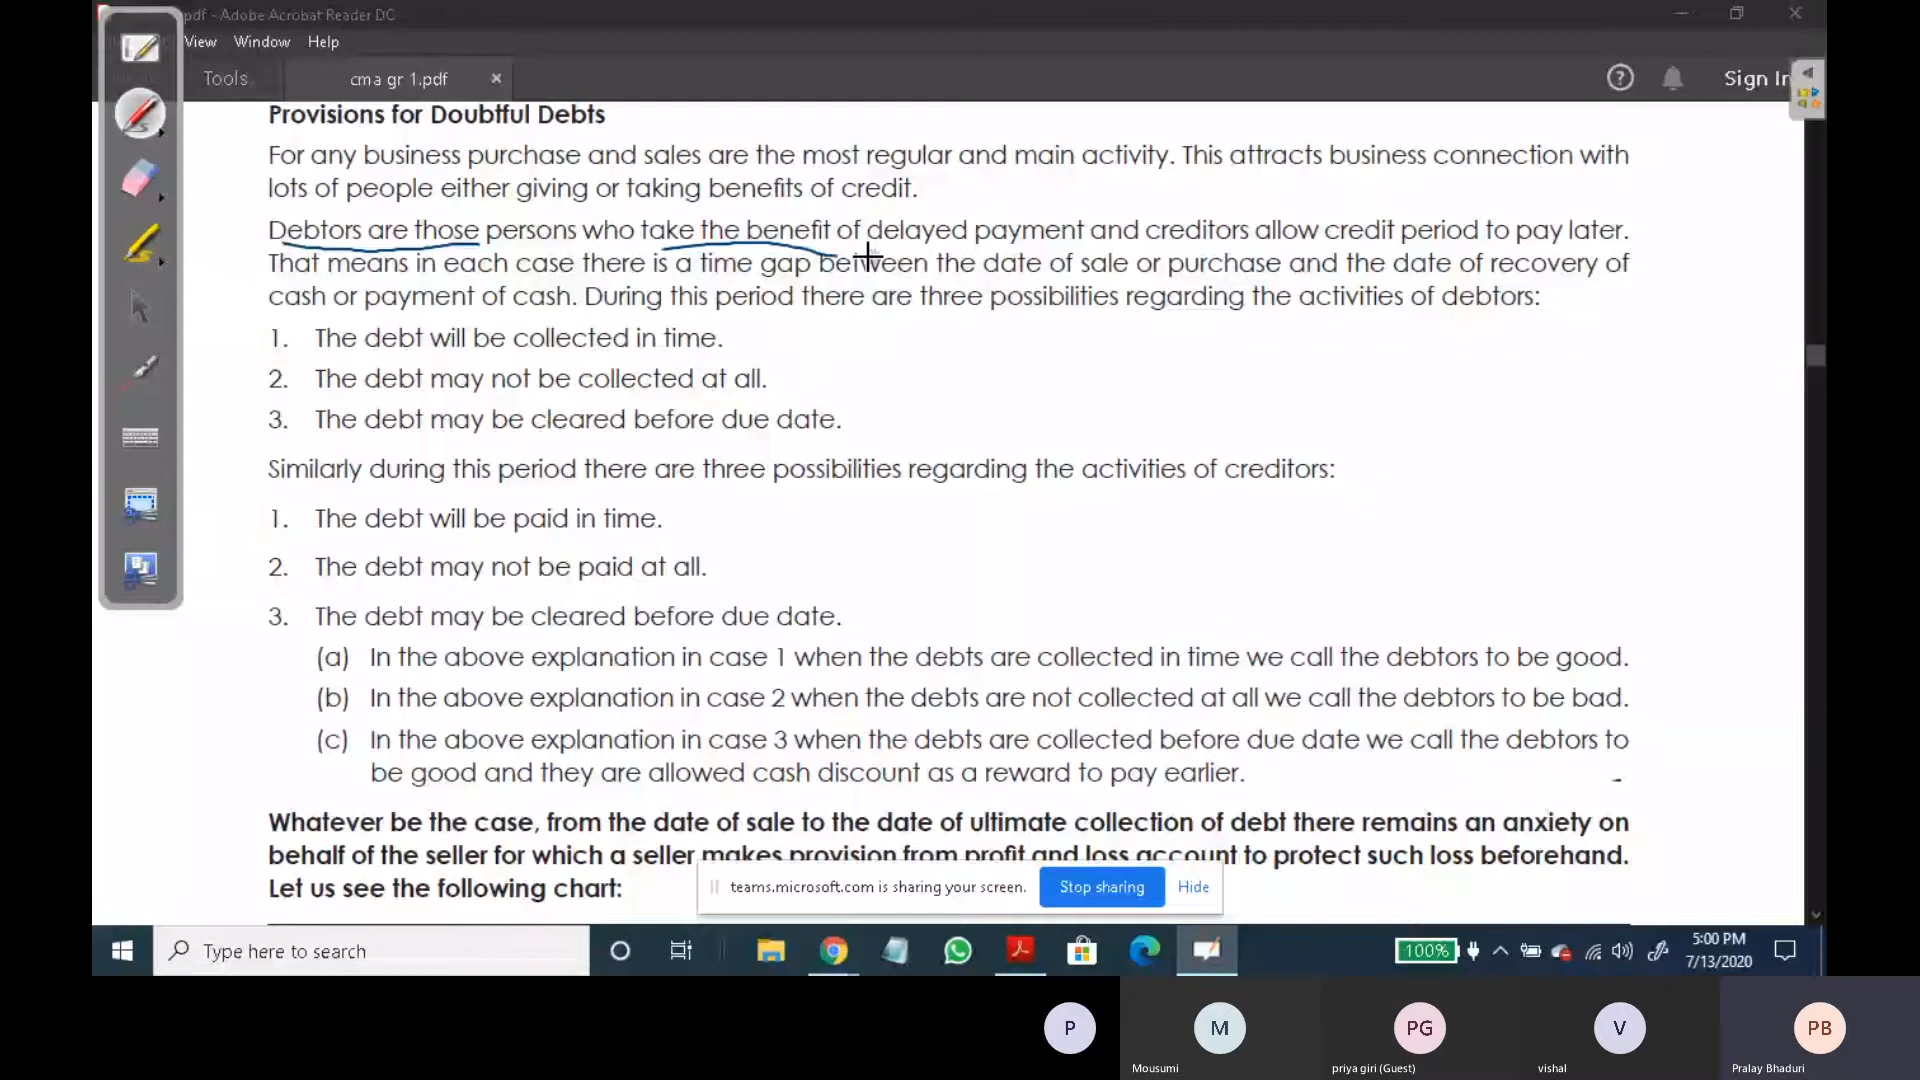 pdf - Adobe Acrobat Reader DC
View Window Help
Tools cma gr 1.pdf × Sign In
Provisions for Doubtful Debts
For any business purchase and sales are the most regular and main activity. This attracts business connection with
lots of people either giving or taking benefits of credit.
Debtors are those persons who take the benefit of delayed payment and creditors allow credit period to pay later.
That means in each case there is a time gap between the date of sale or purchase and the date of recovery of
cash or payment of cash. During this period there are three possibilities regarding the activities of debtors:
1. The debt will be collected in time.
2. The debt may not be collected at all.
3. The debt may be cleared before due date.
Similarly during this period there are three possibilities regarding the activities of creditors:
1. The debt will be paid in time.
2. The debt may not be paid at all.
3. The debt may be cleared before due date.
(a) In the above explanation in case 1 when the debts are collected in time we call the debtors to be good.
(b) In the above explanation in case 2 when the debts are not collected at all we call the debtors to be bad.
(c) In the above explanation in case 3 when the debts are collected before due date we call the debtors to
be good and they are allowed cash discount as a reward to pay earlier.
Whatever be the case, from the date of sale to the date of ultimate collection of debt there remains an anxiety on
behalf of the seller for which a seller makes provision from profit and loss account to protect such loss beforehand.
Let us see the following chart:
teams.microsoft.com is sharing your screen. Stop sharing Hide
Type here to search
100%
5:00 PM
7/13/2020
P M PG V PB
Mousumi priya giri (Guest) vishal Pralay Bhaduri